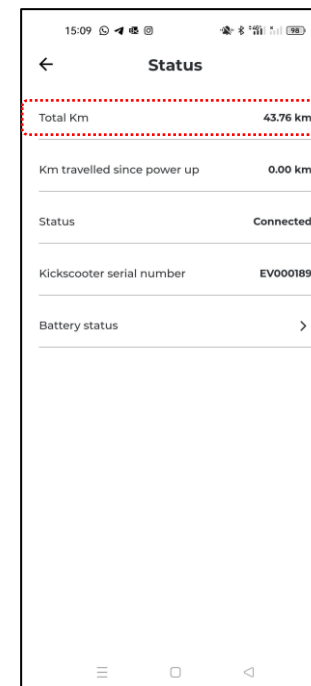 15:09 98
Status
Total Km 43.76 km
Km travelled since power up 0.00 km
Status Connected
Kickscooter serial number EV000189
Battery status